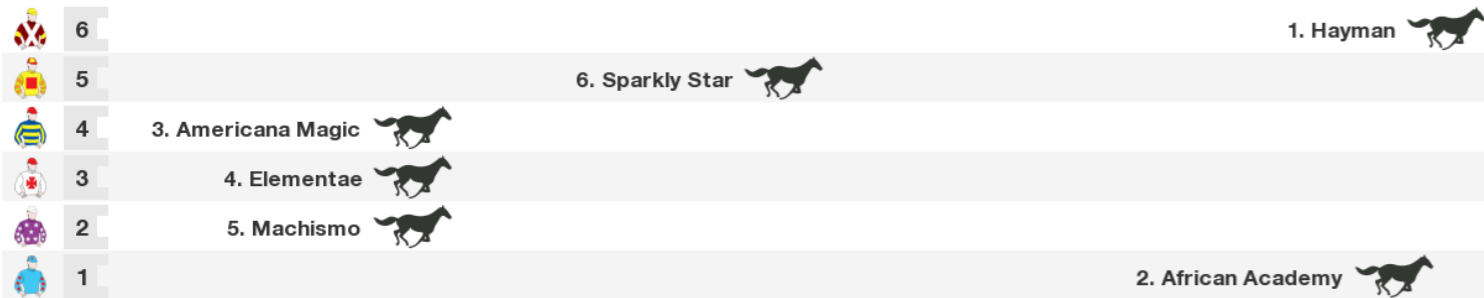 6 1. Hayman
5 6. Sparkly Star
4 3. Americana Magic
3 4. Elementae
2 5. Machismo
1 2. African Academy